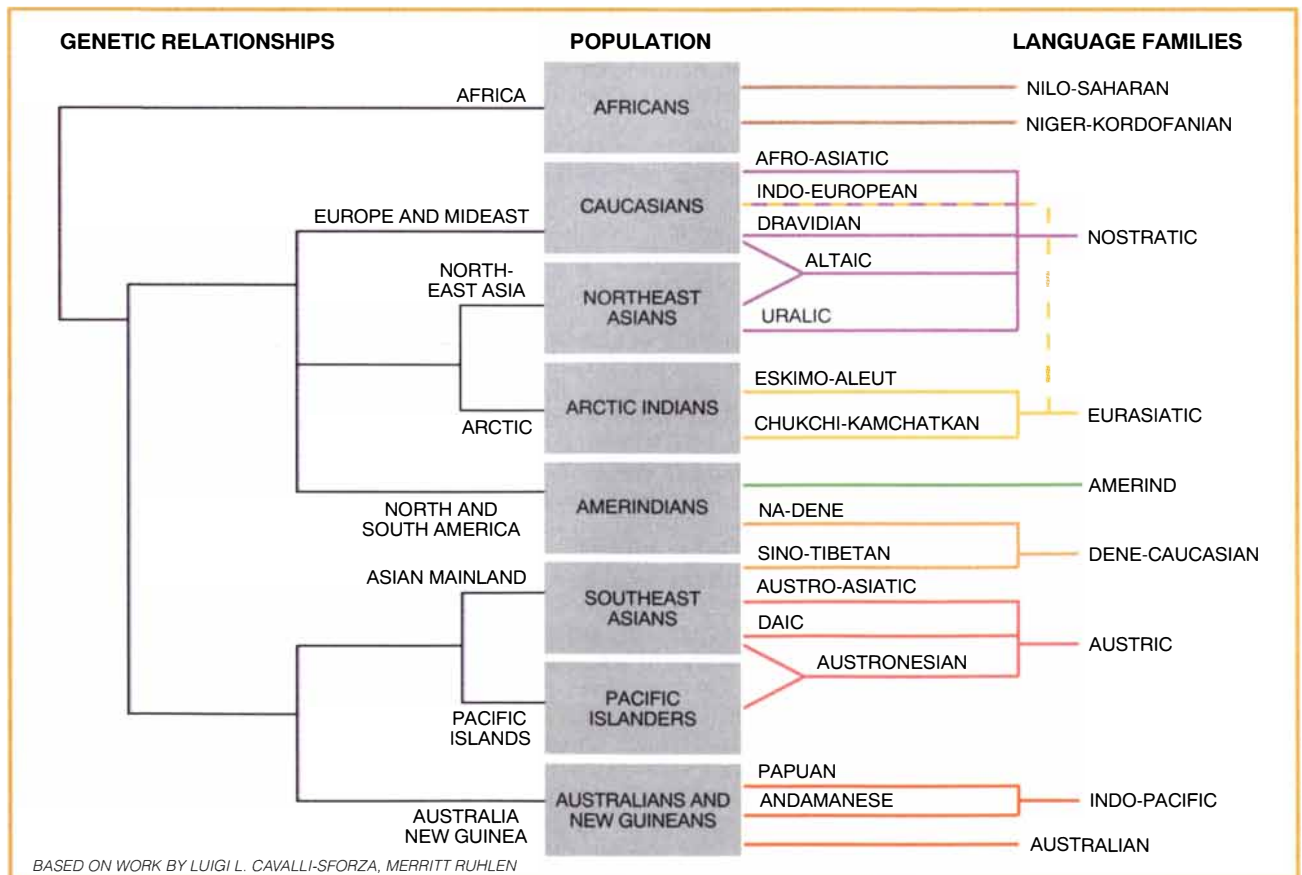 GENETIC RELATIONSHIPS
POPULATION
LANGUAGE FAMILIES
AFRICA
AFRICANS
NILO-SAHARAN
NIGER-KORDOFANIAN
EUROPE AND MIDEAST
CAUCASIANS
AFRO-ASIATIC
INDO-EUROPEAN
DRAVIDIAN
ALTAIC
NOSTRATIC
NORTH-
EAST ASIA
NORTHEAST
ASIANS
URALIC
ARCTIC
ARCTIC INDIANS
ESKIMO-ALEUT
CHUKCHI-KAMCHATKAN
EURASIATIC
NORTH AND
SOUTH AMERICA
AMERINDIANS
AMERIND
NA-DENE
SINO-TIBETAN
DENE-CAUCASIAN
ASIAN MAINLAND
SOUTHEAST
ASIANS
AUSTRO-ASIATIC
DAIC
AUSTRONESIAN
AUSTRIC
PACIFIC
ISLANDS
PACIFIC
ISLANDERS
AUSTRALIA
NEW GUINEA
AUSTRALIANS AND
NEW GUINEANS
PAPUAN
ANDAMANESE
INDO-PACIFIC
AUSTRALIAN
BASED ON WORK BY LUIGI L. CAVALLI-SFORZA, MERRITT RUHLEN